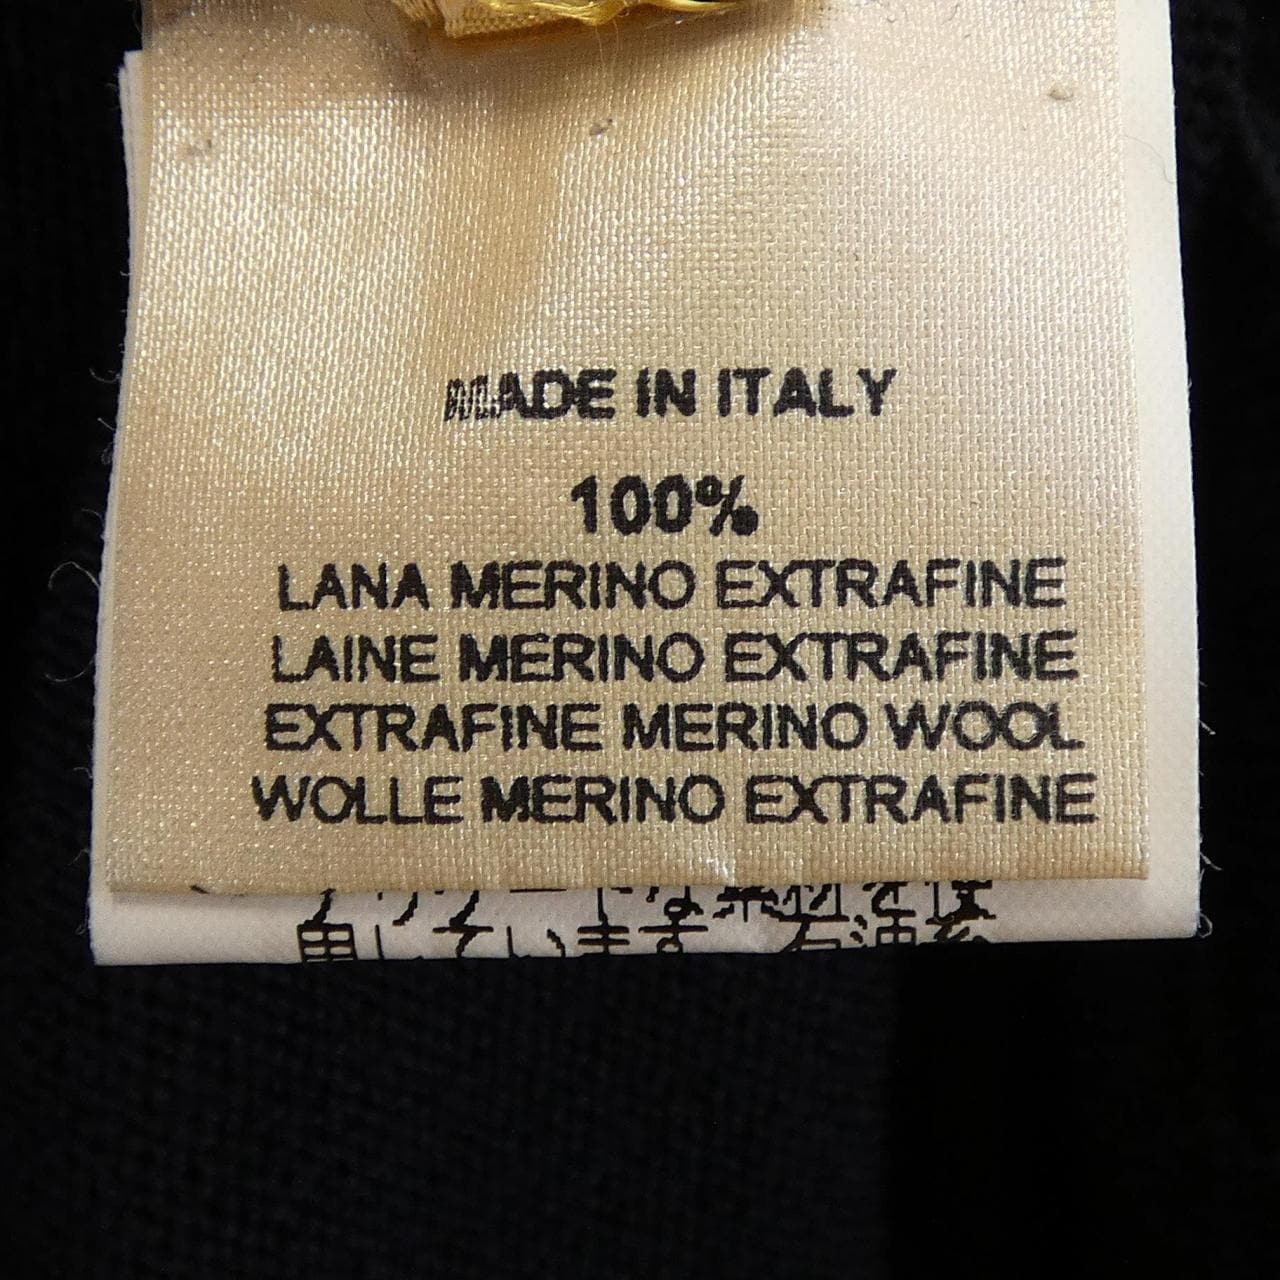 MADE IN ITALY
100%
LANA MERINO EXTRAFINE
LAINE MERINO EXTRAFINE
EXTRAFINE MERINO WOOL
WOLLE MERINO EXTRAFINE